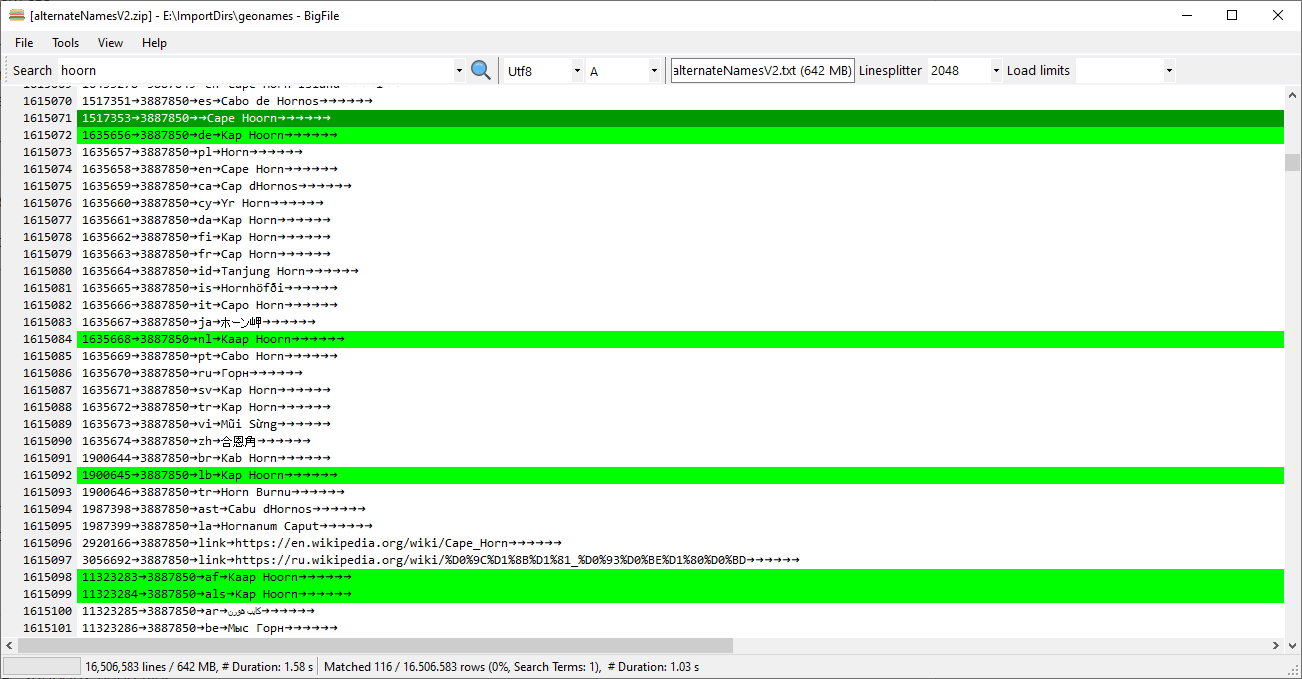 [alternateNamesV2.zip] - E:\ImportDirs\geonames - BigFile
File Tools View Help
Search hoorn Utf8 A alternateNamesV2.txt (642 MB) Linesplitter 2048 Load limits
1615070 1517351→3887850→es→Cabo de Hornos→→→→→→
1615071 1517353→3887850→→Cape Hoorn→→→→→→
1615072 1635656→3887850→de→Kap Hoorn→→→→→→
1615073 1635657→3887850→pl→Horn→→→→→→
1615074 1635658→3887850→en→Cape Horn→→→→→→
1615075 1635659→3887850→ca→Cap dHornos→→→→→→
1615076 1635660→3887850→cy→Yr Horn→→→→→→
1615077 1635661→3887850→da→Kap Horn→→→→→→
1615078 1635662→3887850→fi→Kap Horn→→→→→→
1615079 1635663→3887850→fr→Cap Horn→→→→→→
1615080 1635664→3887850→id→Tanjung Horn→→→→→→
1615081 1635665→3887850→is→Hornhöfði→→→→→→
1615082 1635666→3887850→it→Capo Horn→→→→→→
1615083 1635667→3887850→ja→ホーン岬→→→→→→
1615084 1635668→3887850→nl→Kaap Hoorn→→→→→→
1615085 1635669→3887850→pt→Cabo Horn→→→→→→
1615086 1635670→3887850→ru→Горн→→→→→→
1615087 1635671→3887850→sv→Kap Horn→→→→→→
1615088 1635672→3887850→tr→Kap Horn→→→→→→
1615089 1635673→3887850→vi→Mũi Sừng→→→→→→
1615090 1635674→3887850→zh→合恩角→→→→→→
1615091 1900644→3887850→br→Kab Horn→→→→→→
1615092 1900645→3887850→lb→Kap Hoorn→→→→→→
1615093 1900646→3887850→tr→Horn Burnu→→→→→→
1615094 1987398→3887850→ast→Cabu dHornos→→→→→→
1615095 1987399→3887850→la→Hornanum Caput→→→→→→
1615096 2920166→3887850→link→https://en.wikipedia.org/wiki/Cape_Horn→→→→→→
1615097 3056692→3887850→link→https://ru.wikipedia.org/wiki/%D0%9C%D1%8B%D1%81_%D0%93%D0%BE%D1%80%D0%BD→→→→→→
1615098 11323283→3887850→af→Kaap Hoorn→→→→→→
1615099 11323284→3887850→als→Kap Hoorn→→→→→→
1615100 11323285→3887850→ar→كايب هورن→→→→→→
1615101 11323286→3887850→be→Мыс Горн→→→→→→
16,506,583 lines / 642 MB, # Duration: 1.58 s Matched 116 / 16.506.583 rows (0%, Search Terms: 1), # Duration: 1.03 s